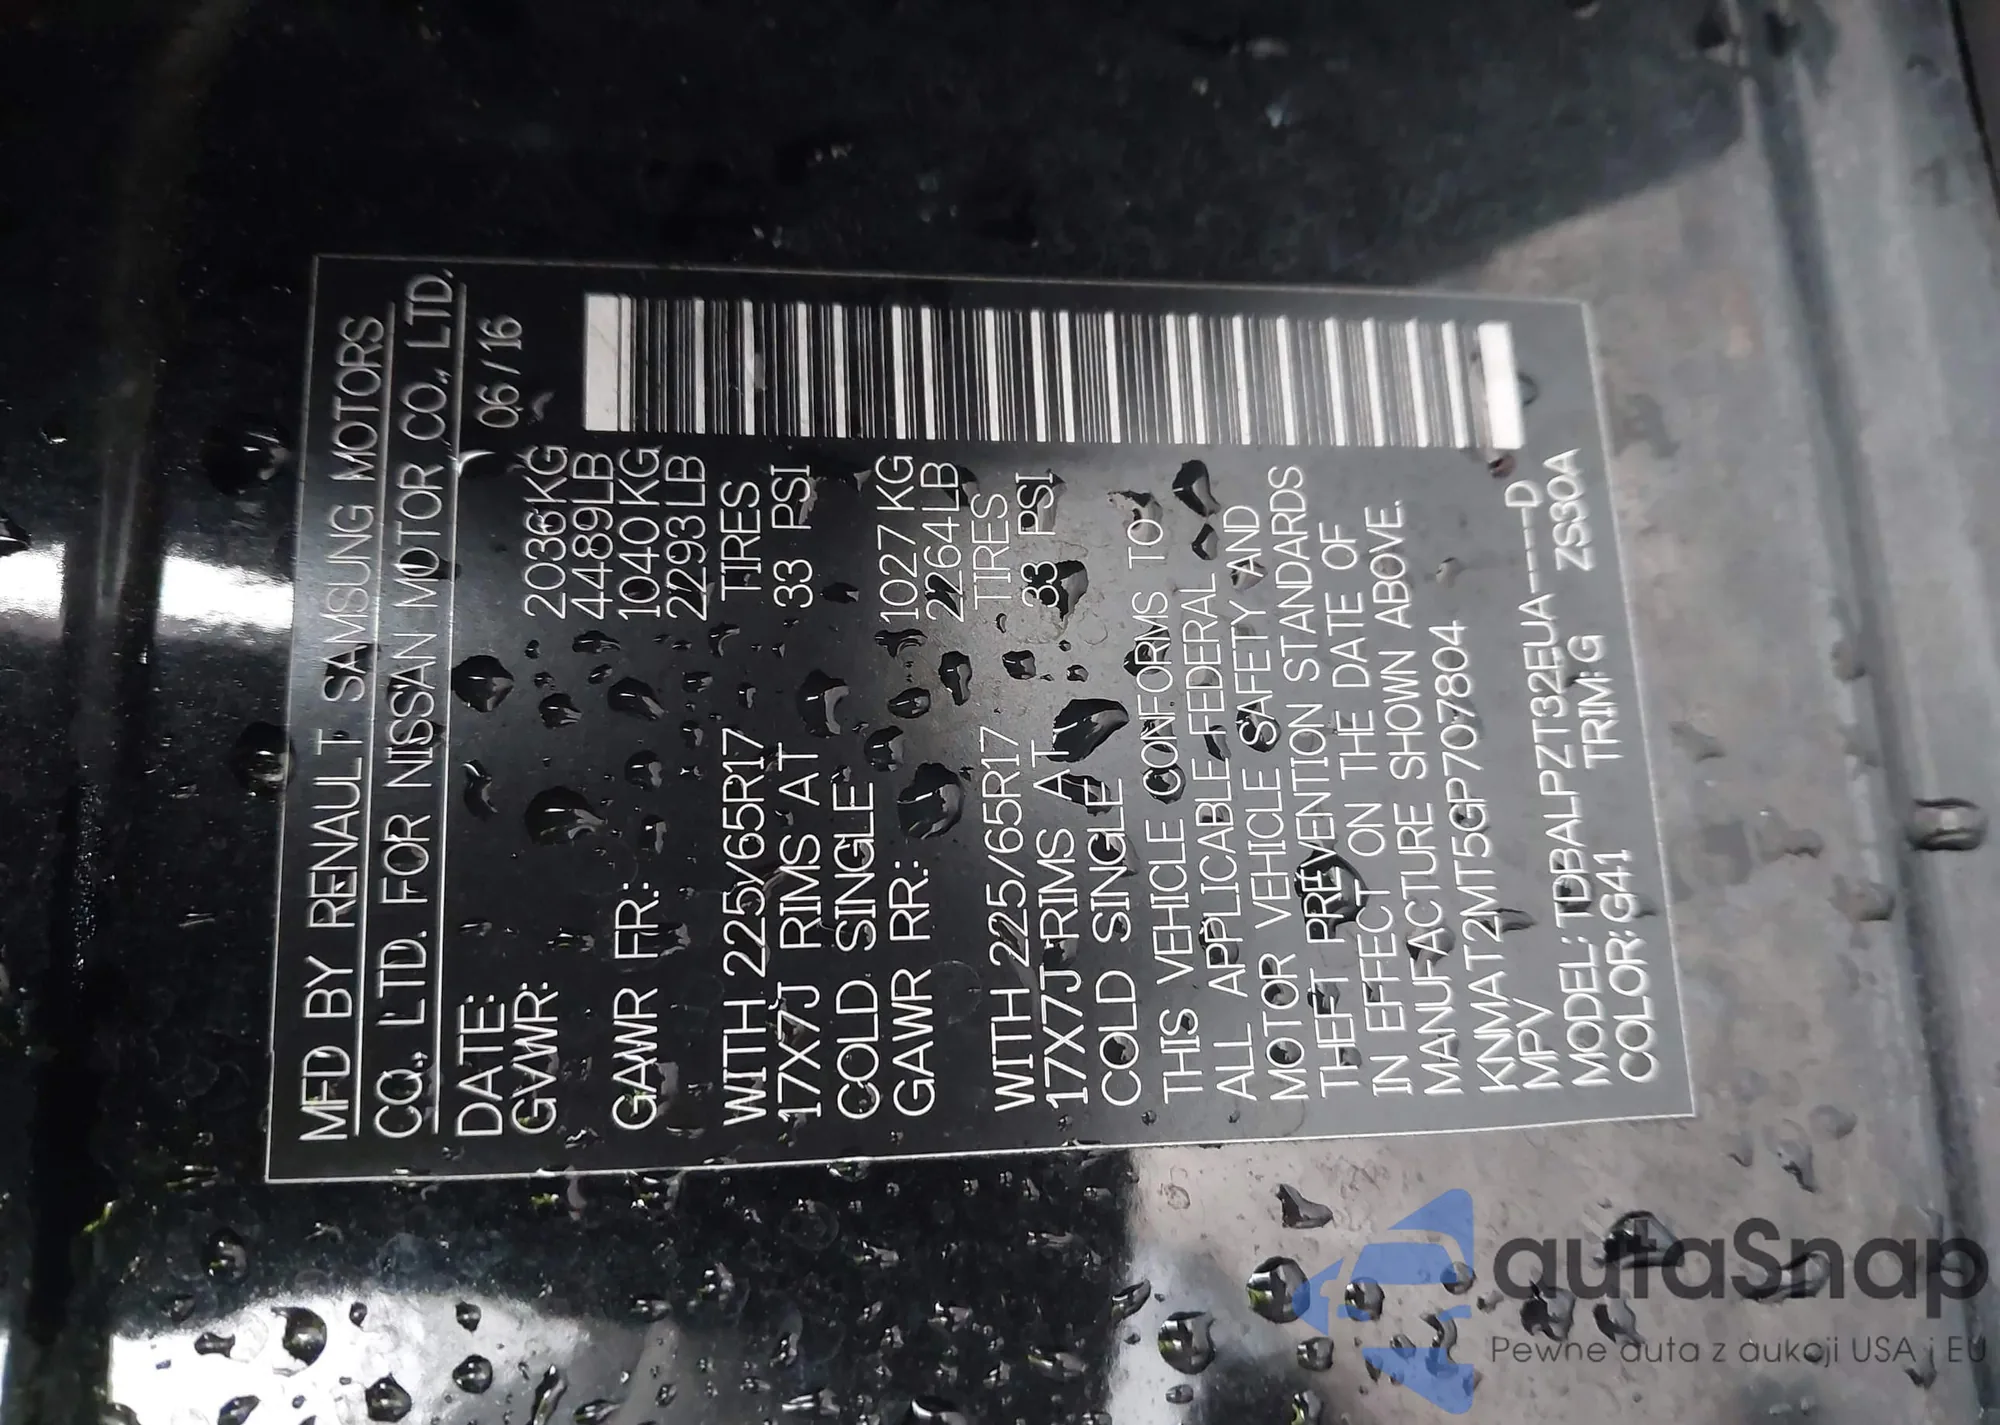 MFD BY RENAULT SAMSUNG MOTORS
CO., LTD. FOR NISSAN MOTOR CO., LTD.
DATE: 06/16
GVWR: 2036KG
4489LB
GAWR FR: 1040KG
2293LB
WITH 225/65R17 TIRES
17X7J RIMS AT 33 PSI
COLD SINGLE
GAWR RR: 1027KG
2264LB
WITH 225/65R17 TIRES
17X7J RIMS AT 33 PSI
COLD SINGLE
THIS VEHICLE CONFORMS TO
ALL APPLICABLE FEDERAL
MOTOR VEHICLE SAFETY AND
THEFT PREVENTION STANDARDS
IN EFFECT ON THE DATE OF
MANUFACTURE SHOWN ABOVE.
KNMAT2MT5GP707804
MPV
MODEL: TDBALPZT32EUA----D
COLOR: G41 TRIM: G ZS30A
autaSnap
Pewne auta z aukcji USA i EU